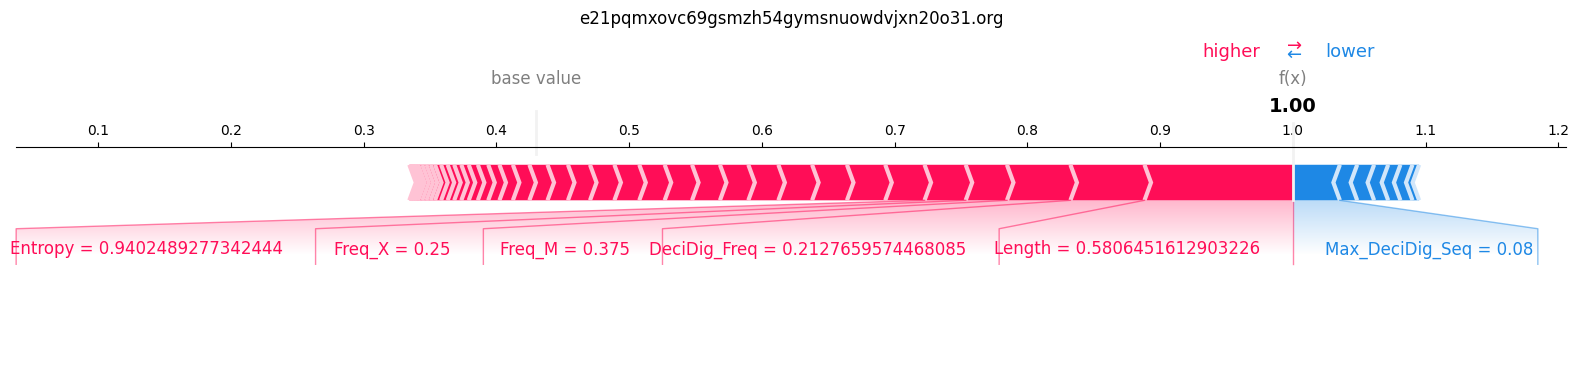 e21pqmxovc69gsmzh54gymsnuowdvjxn20o31.org
higher → ← lower
base value f(x)
1.00
0.1 0.2 0.3 0.4 0.5 0.6 0.7 0.8 0.9 1.0 1.1 1.2
Entropy = 0.9402489277342444 Freq_X = 0.25 Freq_M = 0.375 DeciDig_Freq = 0.2127659574468085 Length = 0.5806451612903226 Max_DeciDig_Seq = 0.08